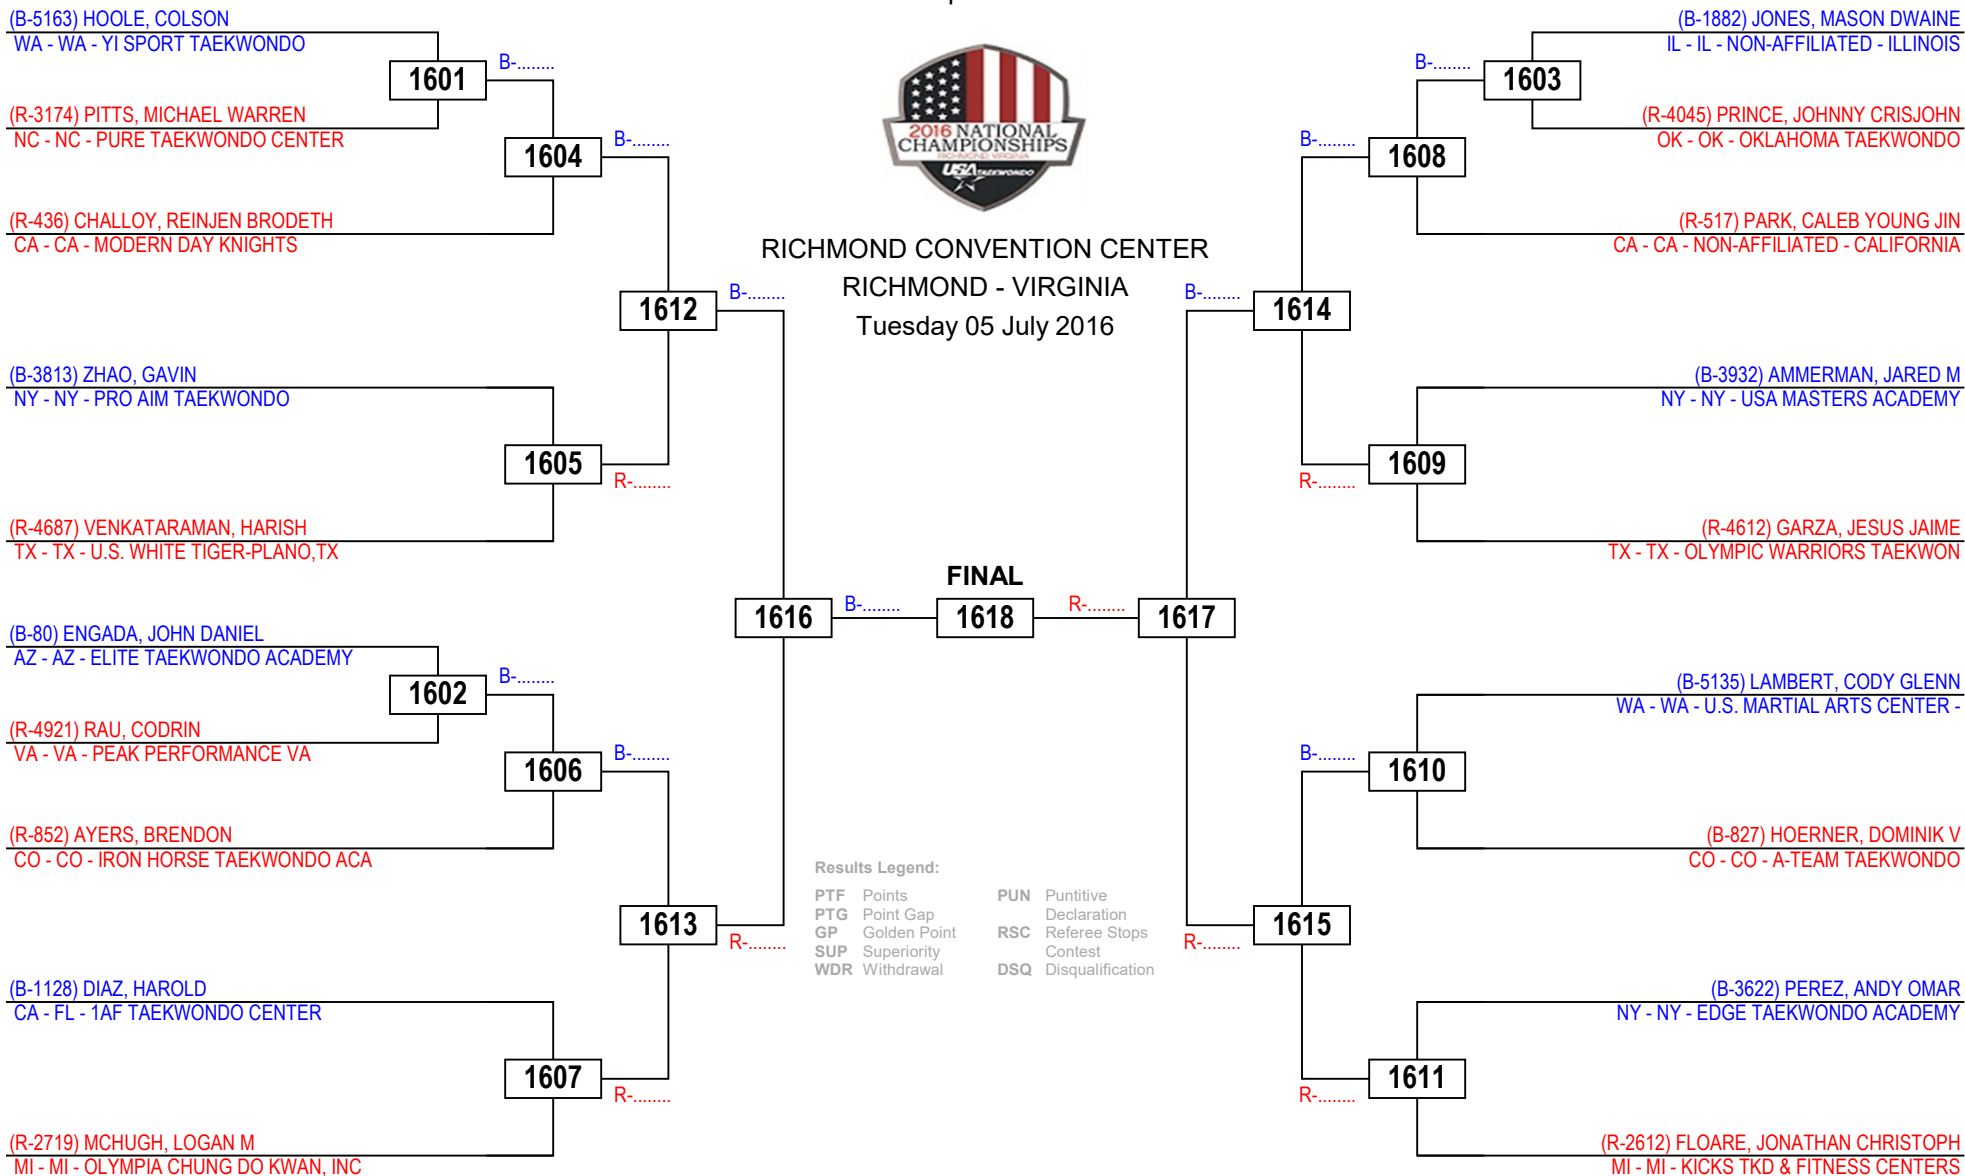 (B-5163) HOOLE, COLSON
WA - WA - YI SPORT TAEKWONDO
1601
B-........
(R-3174) PITTS, MICHAEL WARREN
NC - NC - PURE TAEKWONDO CENTER
1604
B-........
(R-436) CHALLOY, REINJEN BRODETH
CA - CA - MODERN DAY KNIGHTS
1612
B-........
(B-3813) ZHAO, GAVIN
NY - NY - PRO AIM TAEKWONDO
1605
R-........
(R-4687) VENKATARAMAN, HARISH
TX - TX - U.S. WHITE TIGER-PLANO,TX
(B-80) ENGADA, JOHN DANIEL
AZ - AZ - ELITE TAEKWONDO ACADEMY
1602
B-........
(R-4921) RAU, CODRIN
VA - VA - PEAK PERFORMANCE VA
1606
B-........
(R-852) AYERS, BRENDON
CO - CO - IRON HORSE TAEKWONDO ACA
1613
R-........
(B-1128) DIAZ, HAROLD
CA - FL - 1AF TAEKWONDO CENTER
1607
R-........
(R-2719) MCHUGH, LOGAN M
MI - MI - OLYMPIA CHUNG DO KWAN, INC
2016 NATIONAL
CHAMPIONSHIPS
RICHMOND, VIRGINIA
USA TAEKWONDO
RICHMOND CONVENTION CENTER
RICHMOND - VIRGINIA
Tuesday 05 July 2016
FINAL
1616
B-........
1618
R-........
1617
Results Legend:
PTF Points
PTG Point Gap
GP Golden Point
SUP Superiority
WDR Withdrawal
PUN Puntitive
Declaration
RSC Referee Stops
Contest
DSQ Disqualification
(B-1882) JONES, MASON DWAINE
IL - IL - NON-AFFILIATED - ILLINOIS
B-........
1603
(R-4045) PRINCE, JOHNNY CRISJOHN
OK - OK - OKLAHOMA TAEKWONDO
B-........
1608
(R-517) PARK, CALEB YOUNG JIN
CA - CA - NON-AFFILIATED - CALIFORNIA
B-........
1614
(B-3932) AMMERMAN, JARED M
NY - NY - USA MASTERS ACADEMY
1609
R-........
(R-4612) GARZA, JESUS JAIME
TX - TX - OLYMPIC WARRIORS TAEKWON
(B-5135) LAMBERT, CODY GLENN
WA - WA - U.S. MARTIAL ARTS CENTER -
B-........
1610
(B-827) HOERNER, DOMINIK V
CO - CO - A-TEAM TAEKWONDO
1615
R-........
(B-3622) PEREZ, ANDY OMAR
NY - NY - EDGE TAEKWONDO ACADEMY
1611
R-........
(R-2612) FLOARE, JONATHAN CHRISTOPH
MI - MI - KICKS TKD & FITNESS CENTERS